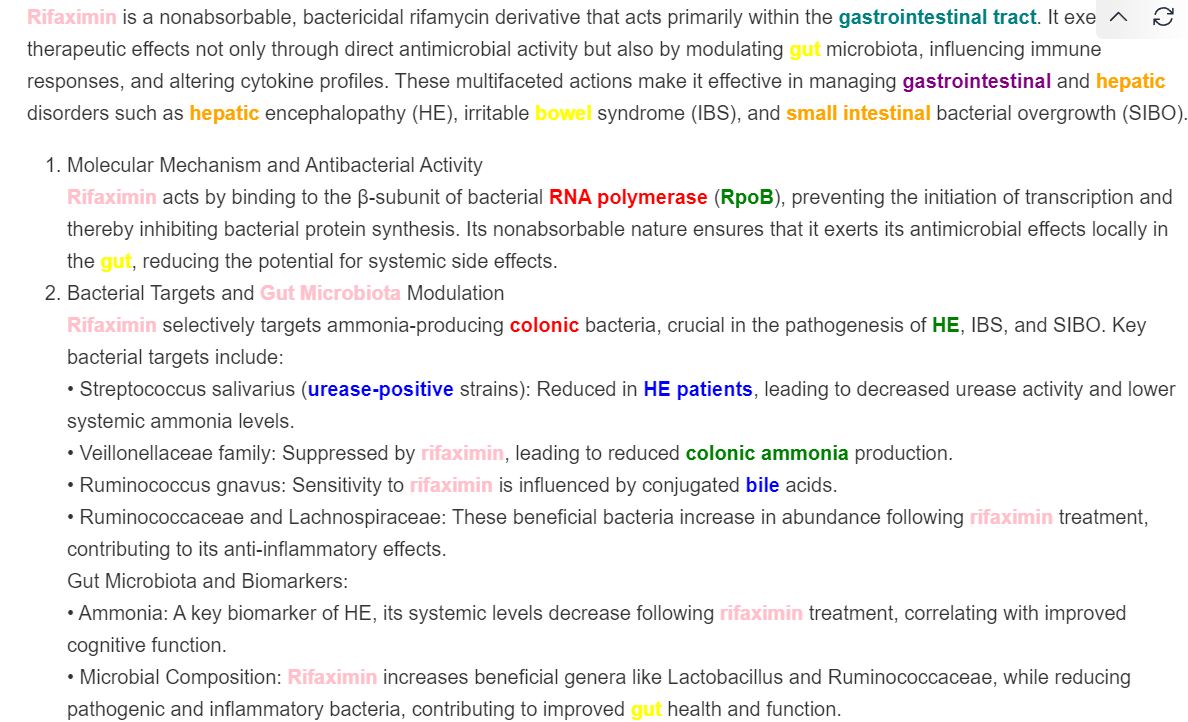 Rifaximin is a nonabsorbable, bactericidal rifamycin derivative that acts primarily within the gastrointestinal tract. It exe
therapeutic effects not only through direct antimicrobial activity but also by modulating gut microbiota, influencing immune
responses, and altering cytokine profiles. These multifaceted actions make it effective in managing gastrointestinal and hepatic
disorders such as hepatic encephalopathy (HE), irritable bowel syndrome (IBS), and small intestinal bacterial overgrowth (SIBO).
1. Molecular Mechanism and Antibacterial Activity
Rifaximin acts by binding to the β-subunit of bacterial RNA polymerase (RpoB), preventing the initiation of transcription and
thereby inhibiting bacterial protein synthesis. Its nonabsorbable nature ensures that it exerts its antimicrobial effects locally in
the gut, reducing the potential for systemic side effects.
2. Bacterial Targets and Gut Microbiota Modulation
Rifaximin selectively targets ammonia-producing colonic bacteria, crucial in the pathogenesis of HE, IBS, and SIBO. Key
bacterial targets include:
• Streptococcus salivarius (urease-positive strains): Reduced in HE patients, leading to decreased urease activity and lower
systemic ammonia levels.
• Veillonellaceae family: Suppressed by rifaximin, leading to reduced colonic ammonia production.
• Ruminococcus gnavus: Sensitivity to rifaximin is influenced by conjugated bile acids.
• Ruminococcaceae and Lachnospiraceae: These beneficial bacteria increase in abundance following rifaximin treatment,
contributing to its anti-inflammatory effects.
Gut Microbiota and Biomarkers:
• Ammonia: A key biomarker of HE, its systemic levels decrease following rifaximin treatment, correlating with improved
cognitive function.
• Microbial Composition: Rifaximin increases beneficial genera like Lactobacillus and Ruminococcaceae, while reducing
pathogenic and inflammatory bacteria, contributing to improved gut health and function.